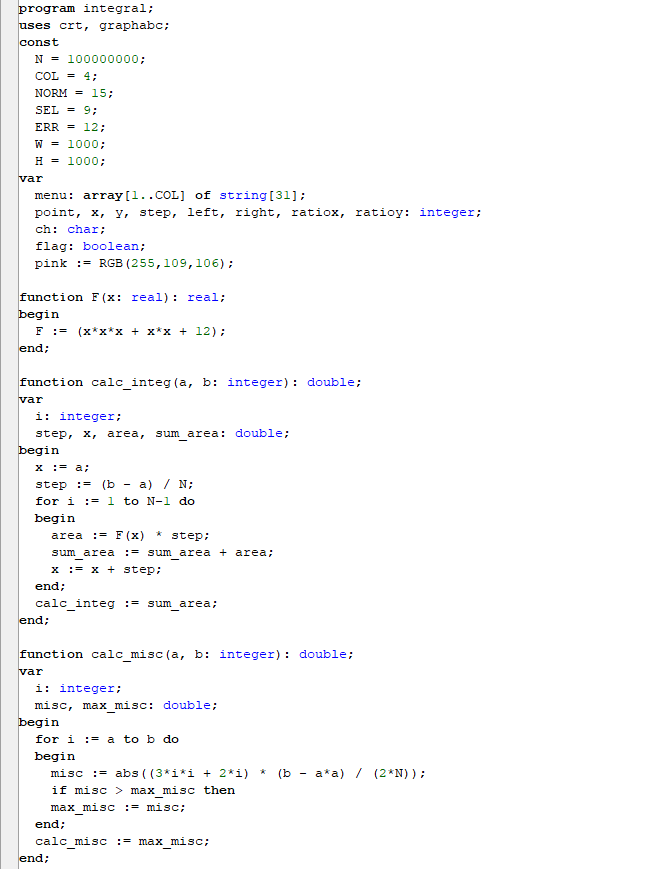 program integral;
uses crt, graphabc;
const
  N = 100000000;
  COL = 4;
  NORM = 15;
  SEL = 9;
  ERR = 12;
  W = 1000;
  H = 1000;
var
  menu: array[1..COL] of string[31];
  point, x, y, step, left, right, ratiox, ratioy: integer;
  ch: char;
  flag: boolean;
  pink := RGB(255,109,106);

function F(x: real): real;
begin
  F := (x*x*x + x*x + 12);
end;

function calc_integ(a, b: integer): double;
var
  i: integer;
  step, x, area, sum_area: double;
begin
  x := a;
  step := (b - a) / N;
  for i := 1 to N-1 do
  begin
    area := F(x) * step;
    sum_area := sum_area + area;
    x := x + step;
  end;
  calc_integ := sum_area;
end;

function calc_misc(a, b: integer): double;
var
  i: integer;
  misc, max_misc: double;
begin
  for i := a to b do
  begin
    misc := abs((3*i*i + 2*i) * (b - a*a) / (2*N));
    if misc > max_misc then
    max_misc := misc;
  end;
  calc_misc := max_misc;
end;